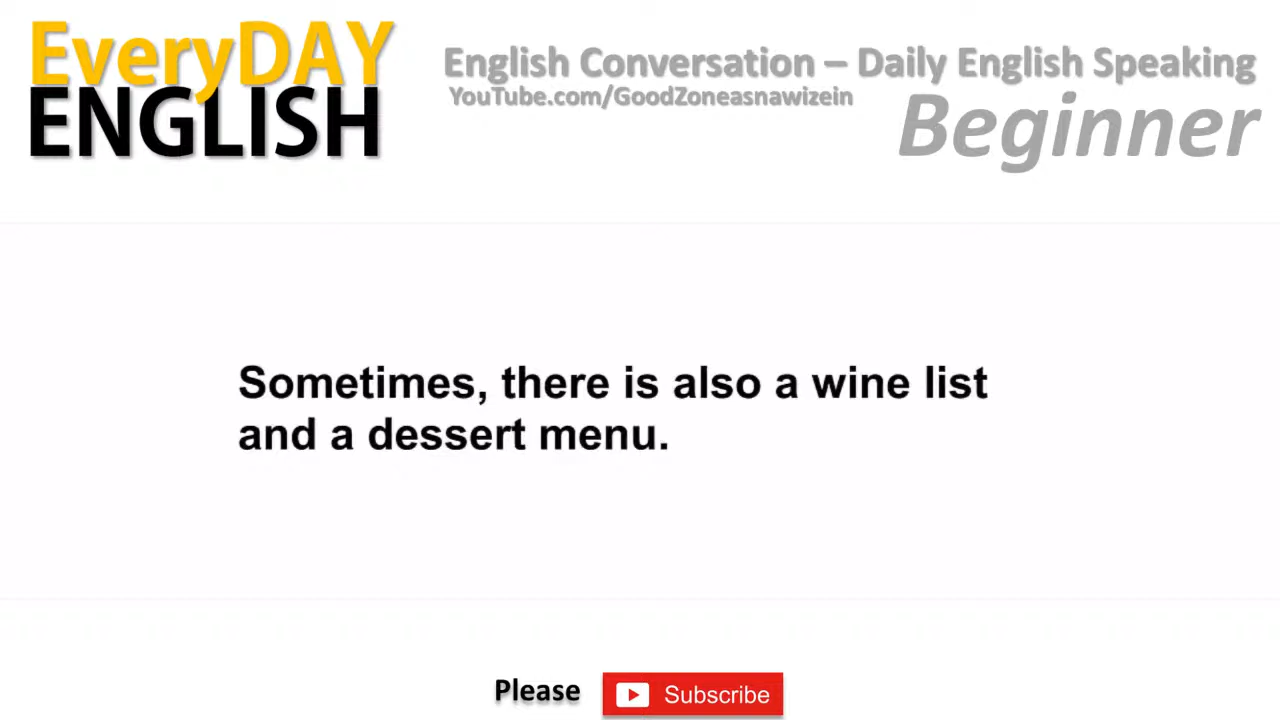 EveryDAY
ENGLISH
English Conversation – Daily English Speaking
YouTube.com/GoodZoneasnawizein
Beginner
Sometimes, there is also a wine list
and a dessert menu.
Please
Subscribe